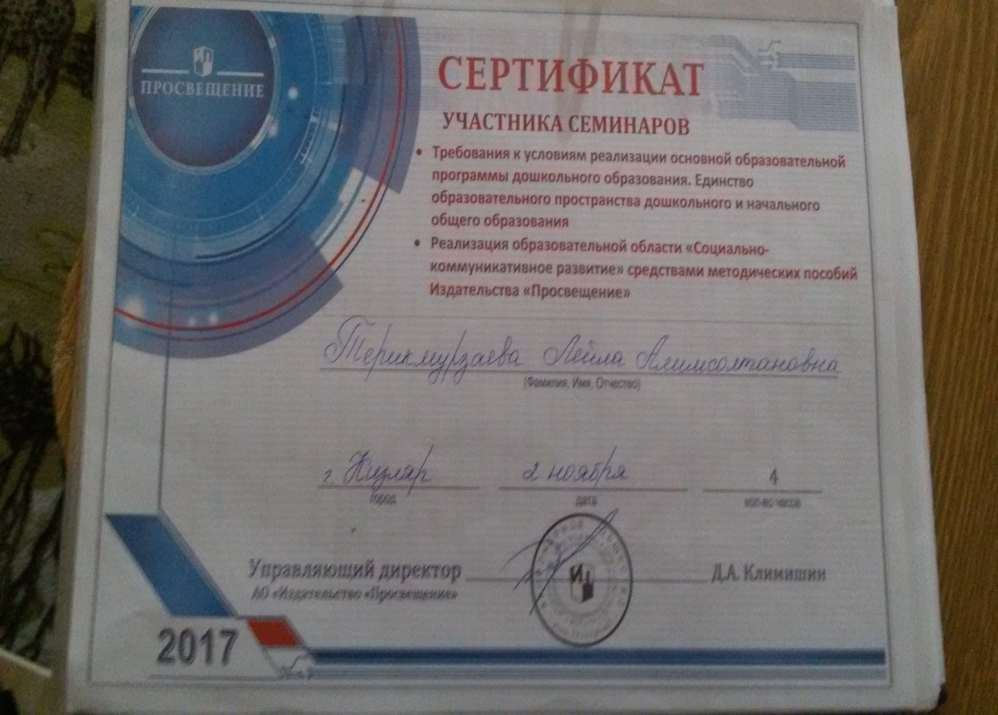 ПРОСВЕЩЕНИЕ
СЕРТИФИКАТ
УЧАСТНИКА СЕМИНАРОВ
• Требования к условиям реализации основной образовательной
программы дошкольного образования. Единство
образовательного пространства дошкольного и начального
общего образования
• Реализация образовательной области «Социально-
коммуникативное развитие» средствами методических пособий
Издательства «Просвещение»
Терикмурзаева Лейла Алимсолтановна
(Фамилия, Имя, Отчество)
г. Кизляр 2 ноября 4
город дата кол-во часов
Управляющий директор Д.А. Климишин
АО «Издательство «Просвещение»
2017